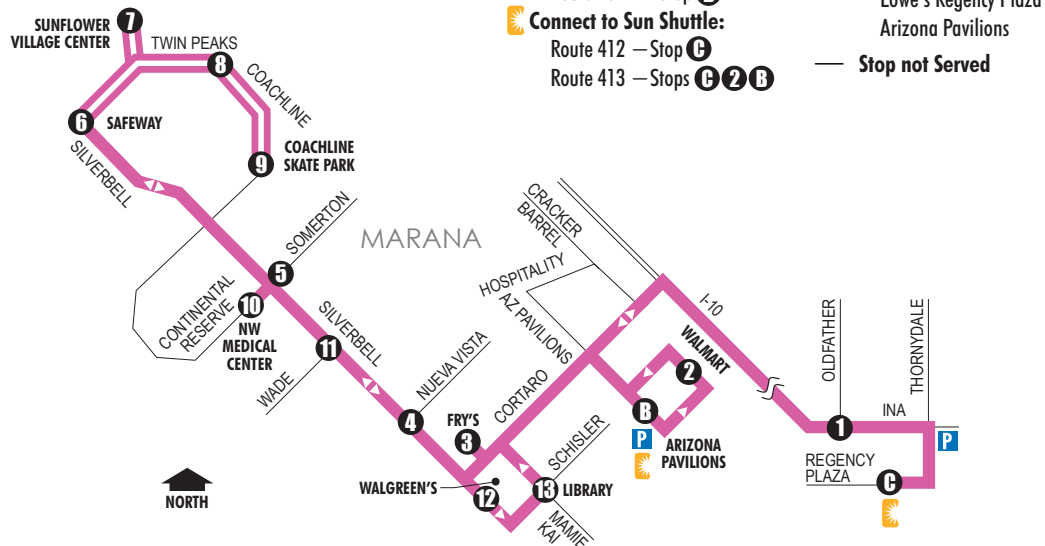 Lowe's Regency Plaza
Connect to Sun Shuttle:
Arizona Pavilions
Route 412 – Stop C
Stop not Served
Route 413 – Stops C 2 B
SUNFLOWER
VILLAGE CENTER
7
TWIN PEAKS
8
COACHLINE
6
SAFEWAY
COACHLINE
SKATE PARK
9
SILVERBELL
CRACKER
BARREL
SOMERTON
MARANA
HOSPITALITY
5
I-10
CONTINENTAL
RESERVE
10
NW
MEDICAL
CENTER
SILVERBELL
AZ PAVILIONS
OLDFATHER
THORNYDALE
11
WALMART
2
WADE
NUEVA VISTA
CORTARO
4
B
INA
1
FRY'S
3
P
ARIZONA
PAVILIONS
P
SCHISLER
REGENCY
PLAZA
C
WALGREEN'S
12
13
LIBRARY
NORTH
MAMIE
KAI